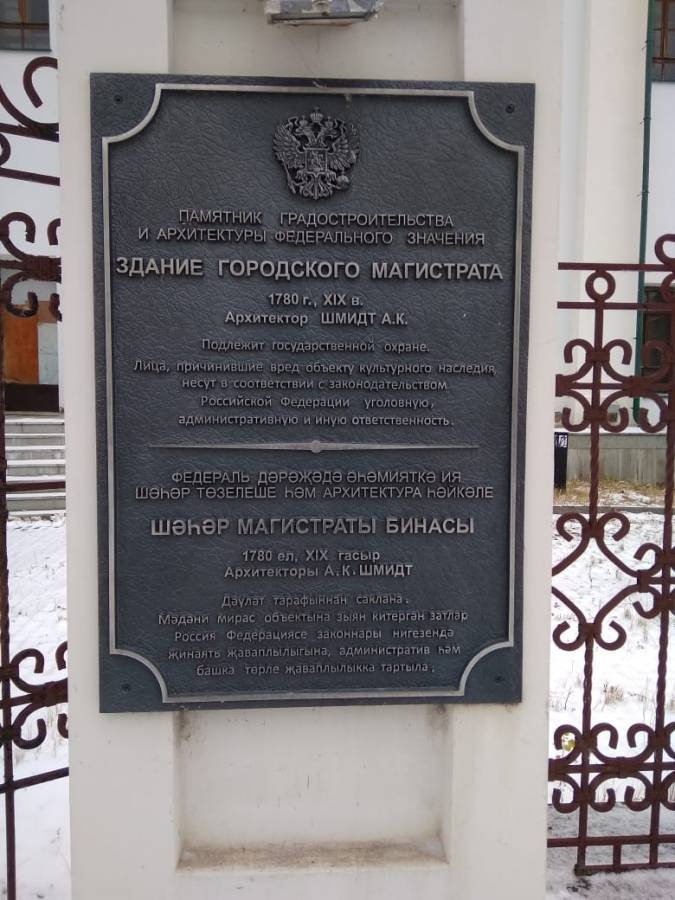 ПАМЯТНИК ГРАДОСТРОИТЕЛЬСТВА
И АРХИТЕКТУРЫ ФЕДЕРАЛЬНОГО ЗНАЧЕНИЯ
ЗДАНИЕ ГОРОДСКОГО МАГИСТРАТА
1780 г., XIX в.
Архитектор ШМИДТ А.К.
Подлежит государственной охране.
Лица, причинившие вред объекту культурного наследия,
несут в соответствии с законодательством
Российской Федерации уголовную,
административную и иную ответственность.
ФЕДЕРАЛЬ ДӘРӘҖӘДӘ ӘҺӘМИЯТКӘ ИЯ
ШӘҺӘР ТӨЗЕЛЕШЕ ҺӘМ АРХИТЕКТУРА ҺӘЙКӘЛЕ
ШӘҺӘР МАГИСТРАТЫ БИНАСЫ
1780 ел, XIX гасыр
Архитекторы А.К.ШМИДТ
Дәүләт тарафыннан саклана.
Мәдәни мирас объектына зыян китергән затлар
Россия Федерациясе законнары нигезендә
җинаять җаваплылыгына, административ һәм
башка төрле җаваплылыкка тартыла.